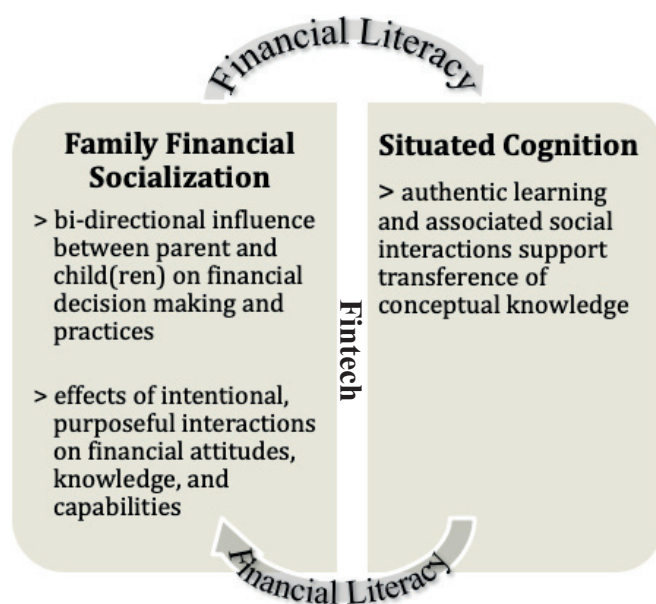 Financial Literacy
Family Financial
Socialization
> bi-directional influence
between parent and
child(ren) on financial
decision making and
practices
> effects of intentional,
purposeful interactions
on financial attitudes,
knowledge, and
capabilities
Fintech
Situated Cognition
> authentic learning
and associated social
interactions support
transference of
conceptual knowledge
Financial Literacy